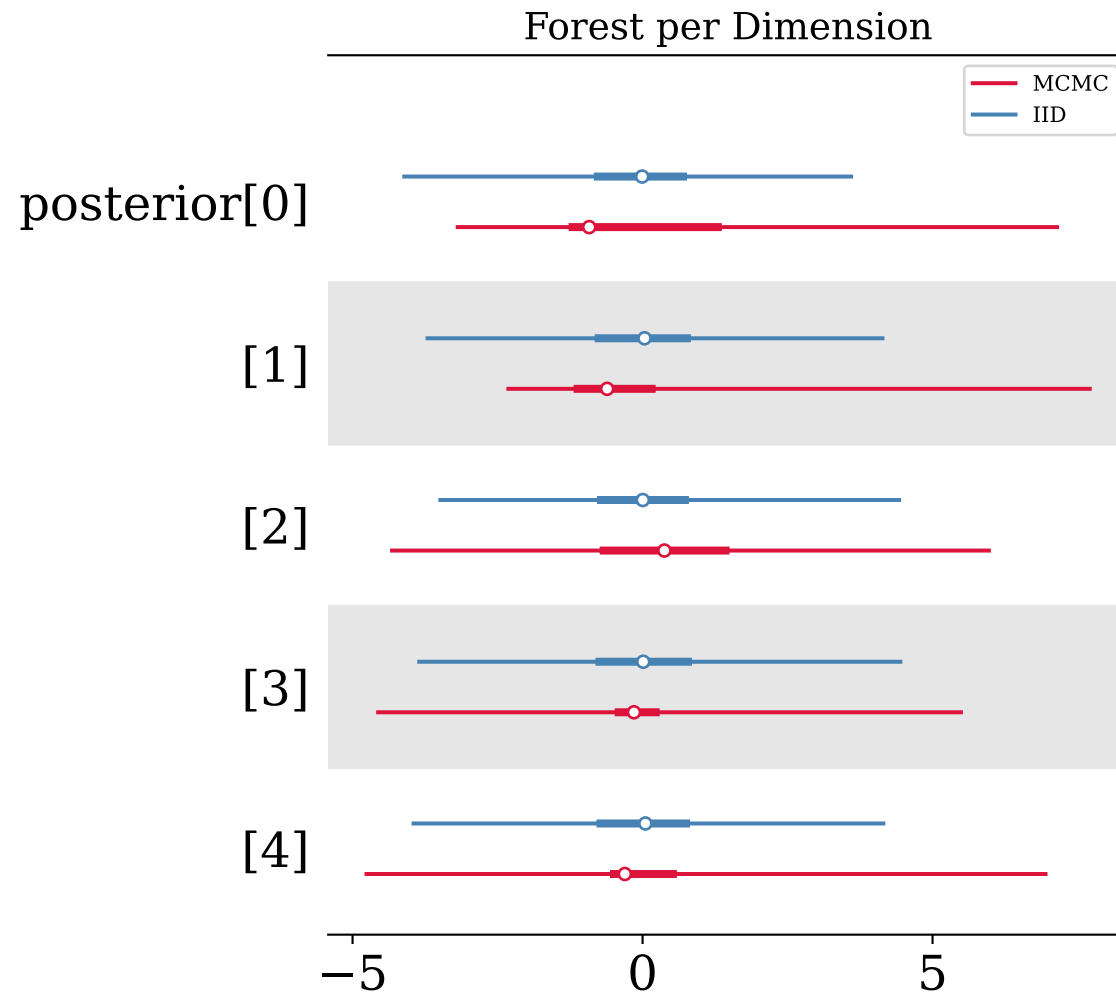 Forest per Dimension
MCMC
IID
posterior[0]
[1]
[2]
[3]
[4]
−5 0 5